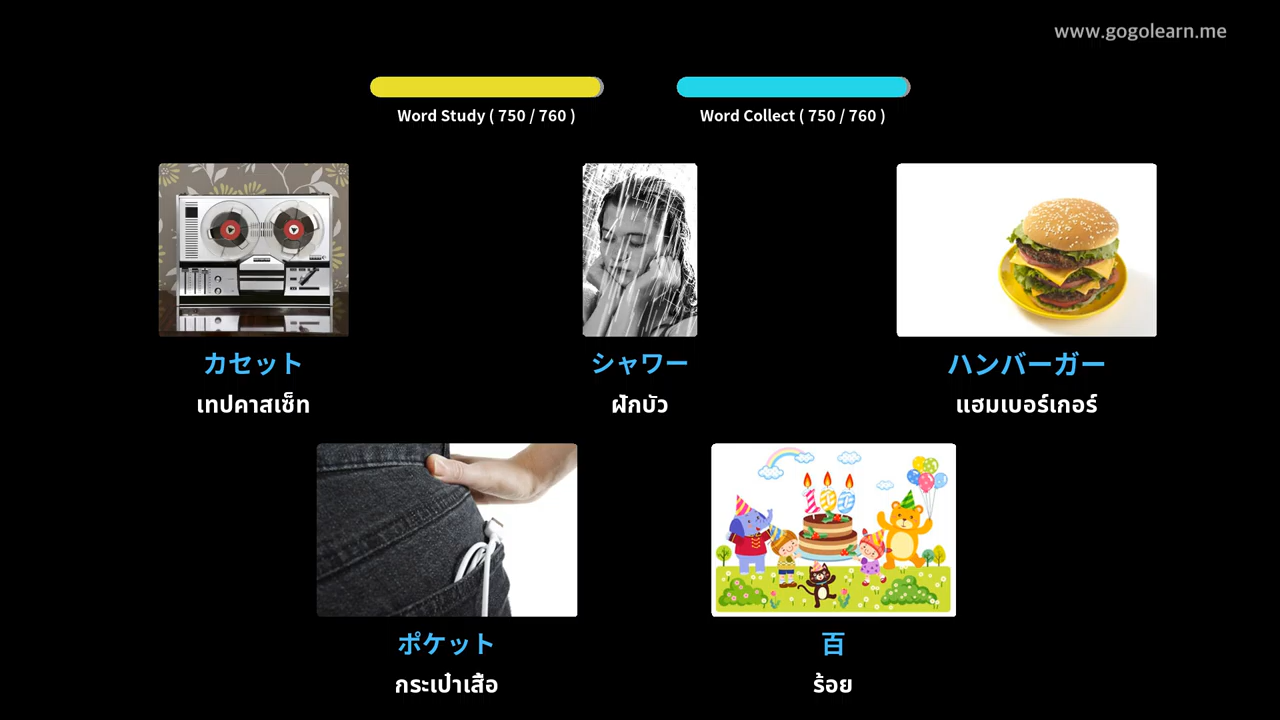 www.gogolearn.me
Word Study ( 750 / 760 )
Word Collect ( 750 / 760 )
カセット
เทปคาสเซ็ท
シャワー
ฝักบัว
ハンバーガー
แฮมเบอร์เกอร์
ポケット
กระเป๋าเสื้อ
100
百
ร้อย